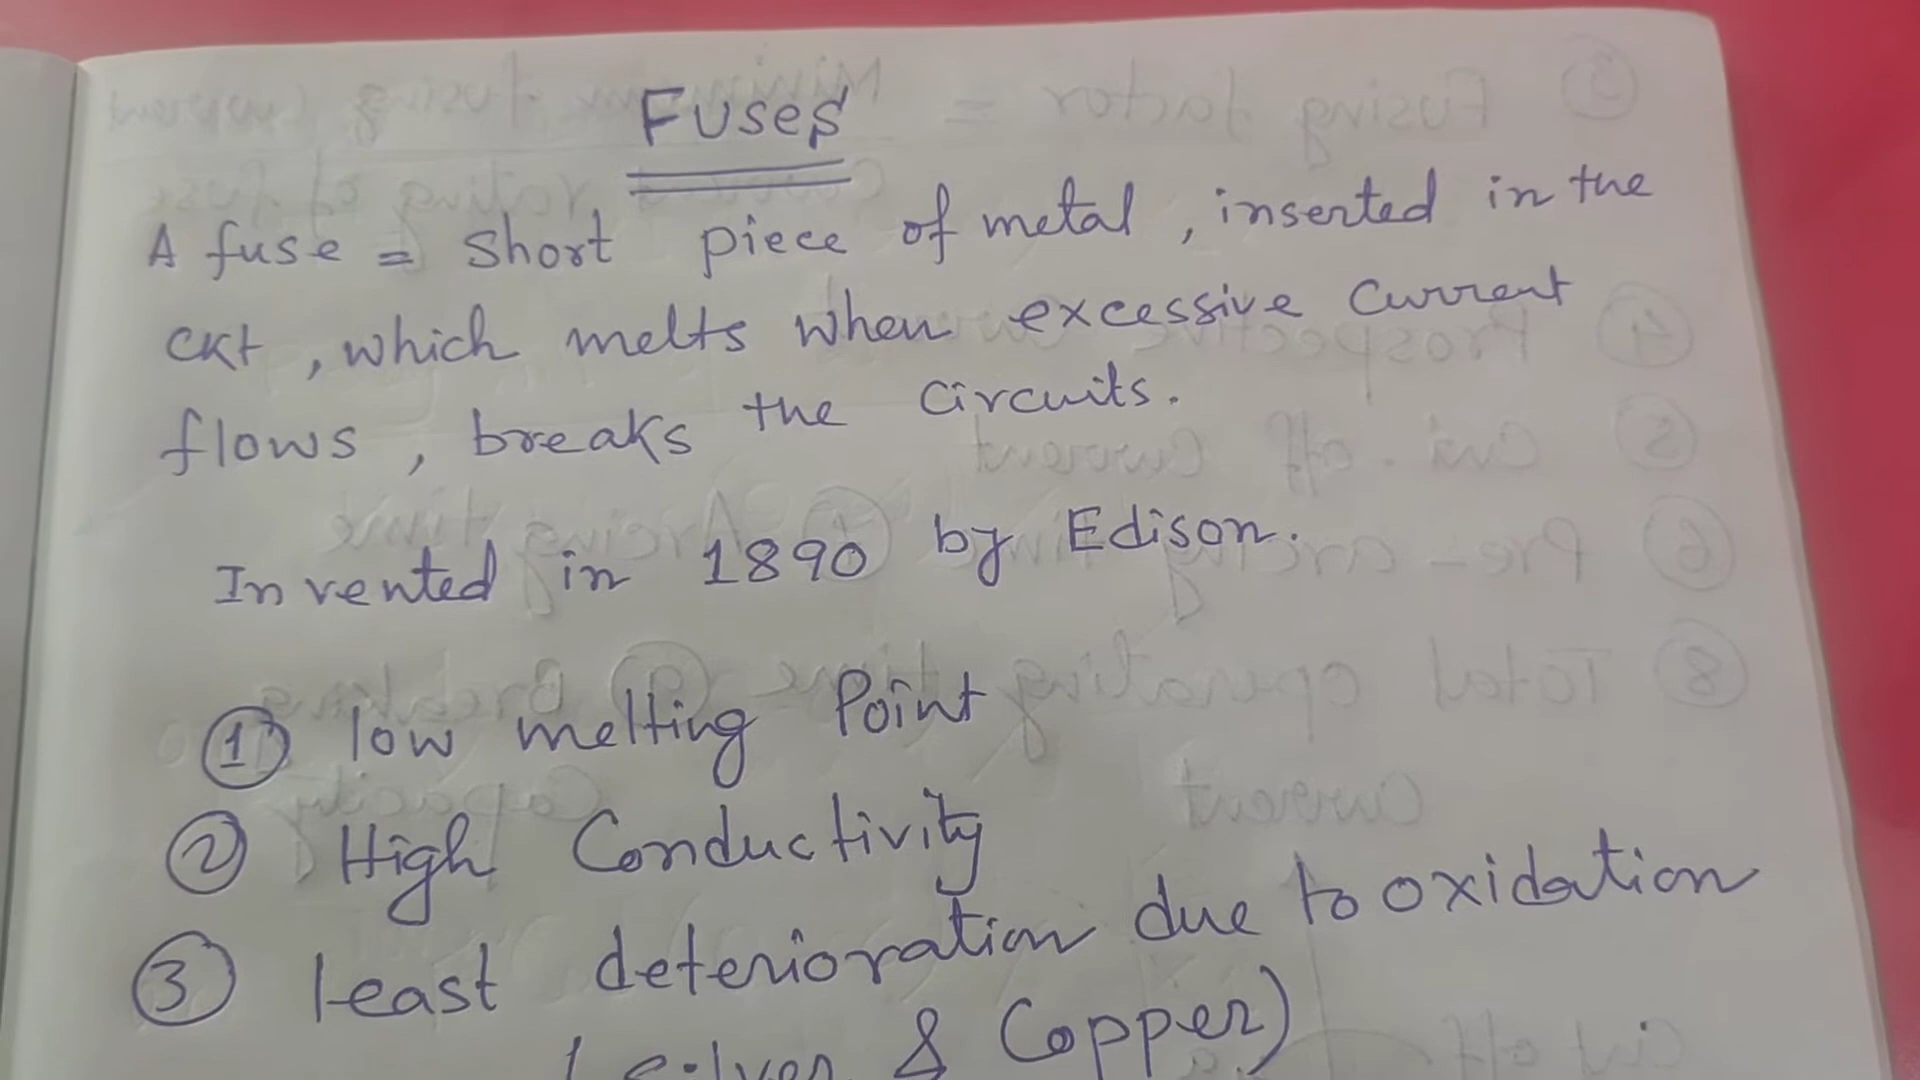 Fuses
A fuse = Short piece of metal, inserted in the
ckt, which melts when excessive current
flows, breaks the circuits.
Invented in 1890 by Edison.
① low melting Point
② High Conductivity
③ least deterioration due to oxidation
(silver & Copper)